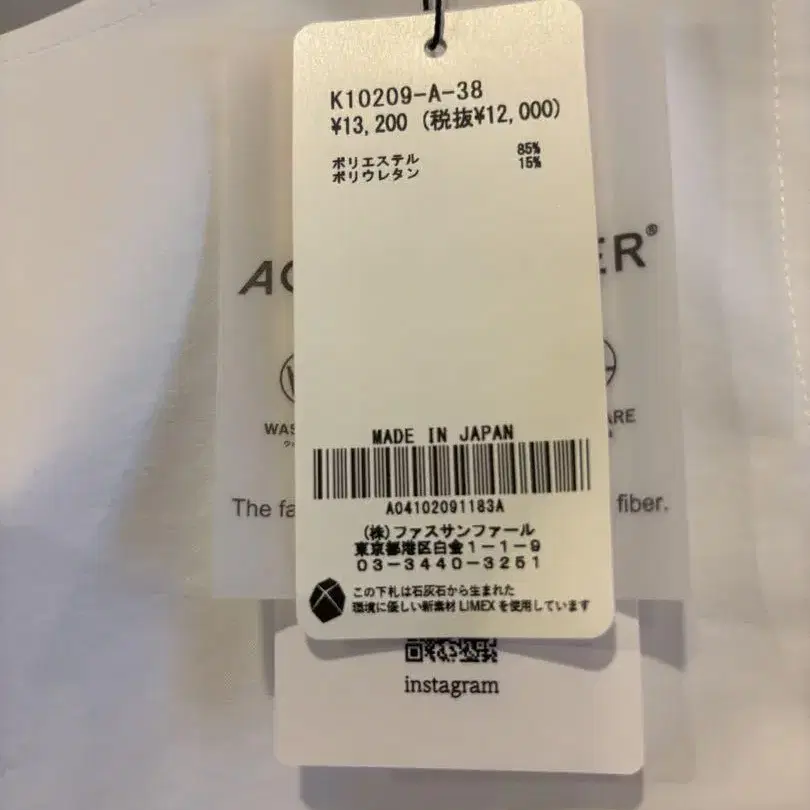 K10209-A-38
¥13,200 (税抜¥12,000)
ポリエステル 85%
ポリウレタン 15%
ER®
MADE IN JAPAN
ARE
A04102091183A
The fa
fiber.
(株)ファスサンファール
東京都港区白金1-1-9
03-3440-3251
この下札は石灰石から生まれた
環境に優しい新素材 LIMEX を使用しています
instagram